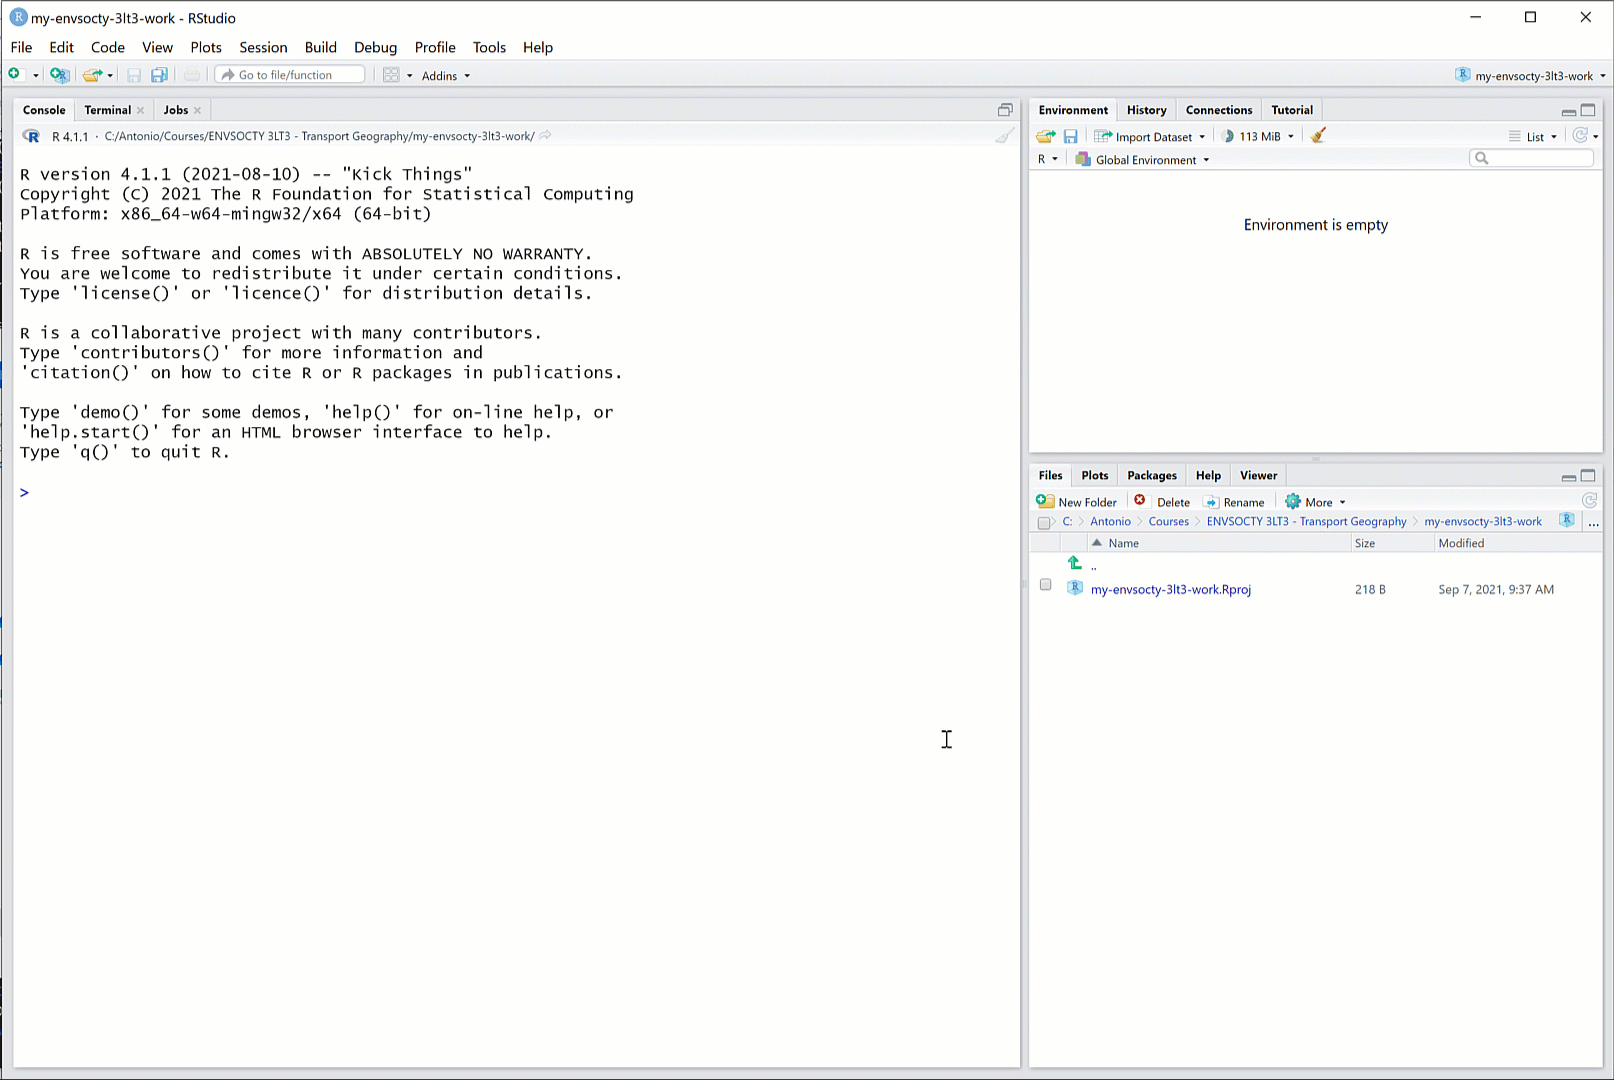 my-envsocty-3lt3-work - RStudio
File Edit Code View Plots Session Build Debug Profile Tools Help
Go to file/function Addins my-envsocty-3lt3-work
Console Terminal Jobs
R 4.1.1 · C:/Antonio/Courses/ENVSOCTY 3LT3 - Transport Geography/my-envsocty-3lt3-work/
R version 4.1.1 (2021-08-10) -- "Kick Things"
Copyright (C) 2021 The R Foundation for Statistical Computing
Platform: x86_64-w64-mingw32/x64 (64-bit)
R is free software and comes with ABSOLUTELY NO WARRANTY.
You are welcome to redistribute it under certain conditions.
Type 'license()' or 'licence()' for distribution details.
R is a collaborative project with many contributors.
Type 'contributors()' for more information and
'citation()' on how to cite R or R packages in publications.
Type 'demo()' for some demos, 'help()' for on-line help, or
'help.start()' for an HTML browser interface to help.
Type 'q()' to quit R.
>
Environment History Connections Tutorial
Import Dataset 113 MiB List
R Global Environment
Environment is empty
Files Plots Packages Help Viewer
New Folder Delete Rename More
C: Antonio Courses ENVSOCTY 3LT3 - Transport Geography my-envsocty-3lt3-work ...
Name Size Modified
..
my-envsocty-3lt3-work.Rproj 218 B Sep 7, 2021, 9:37 AM